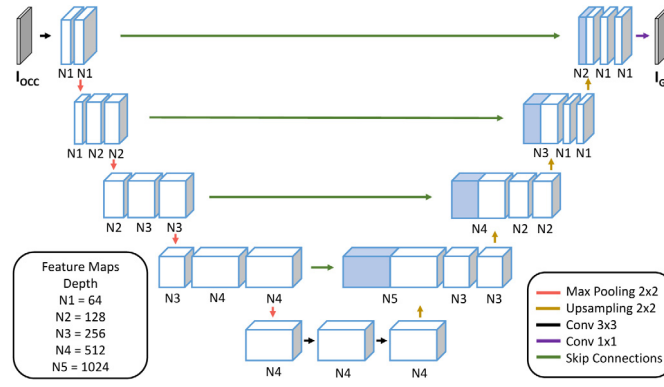 I_OCC
N1 N1
N2 N1 N1
I_G
N1 N2 N2
N3 N1 N1
N2 N3 N3
N4 N2 N2
N3 N4 N4
N5 N3 N3
N4 N4 N4
Feature Maps
Depth
N1 = 64
N2 = 128
N3 = 256
N4 = 512
N5 = 1024
Max Pooling 2x2
Upsampling 2x2
Conv 3x3
Conv 1x1
Skip Connections